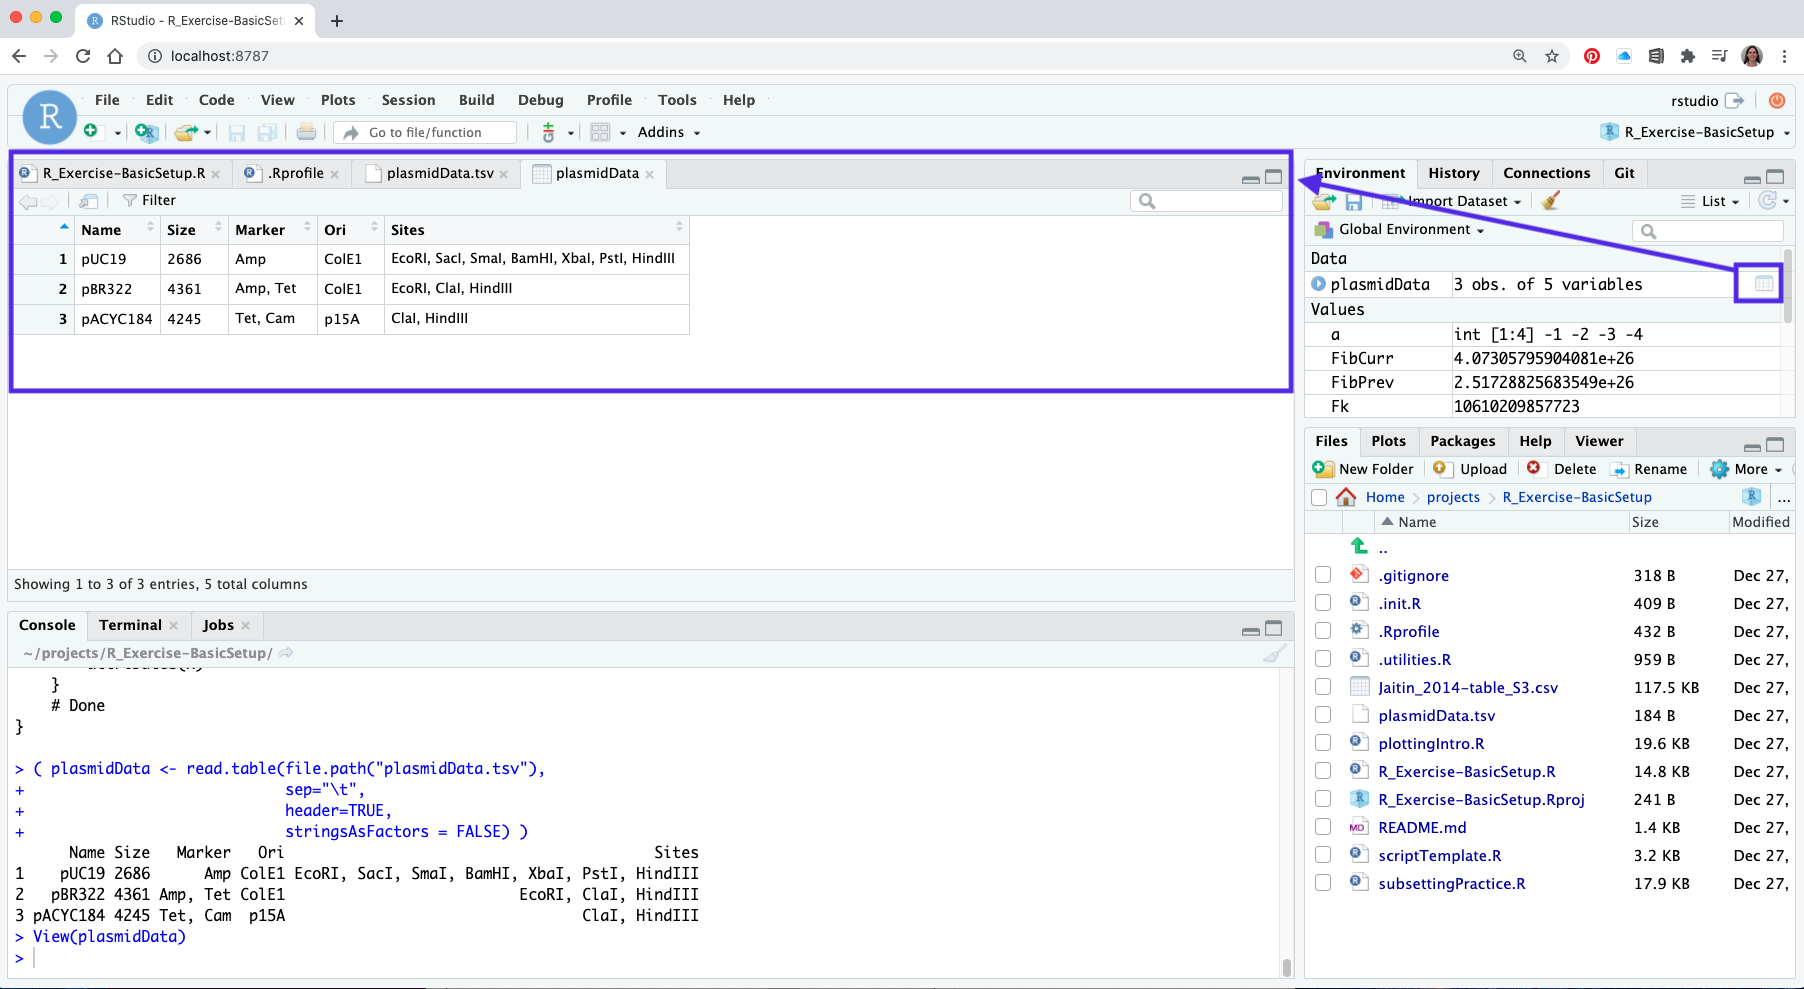 RStudio - R_Exercise-BasicSet
localhost:8787
R
File Edit Code View Plots Session Build Debug Profile Tools Help
rstudio
Go to file/function
Addins
R_Exercise-BasicSetup
R_Exercise-BasicSetup.R .Rprofile plasmidData.tsv plasmidData
Filter
Name Size Marker Ori Sites
1 pUC19 2686 Amp ColE1 EcoRI, SacI, SmaI, BamHI, XbaI, PstI, HindIII
2 pBR322 4361 Amp, Tet ColE1 EcoRI, ClaI, HindIII
3 pACYC184 4245 Tet, Cam p15A ClaI, HindIII
Showing 1 to 3 of 3 entries, 5 total columns
Console Terminal Jobs
~/projects/R_Exercise-BasicSetup/
}
# Done
}
> ( plasmidData <- read.table(file.path("plasmidData.tsv"),
+ sep="\t",
+ header=TRUE,
+ stringsAsFactors = FALSE) )
Name Size Marker Ori Sites
1 pUC19 2686 Amp ColE1 EcoRI, SacI, SmaI, BamHI, XbaI, PstI, HindIII
2 pBR322 4361 Amp, Tet ColE1 EcoRI, ClaI, HindIII
3 pACYC184 4245 Tet, Cam p15A ClaI, HindIII
> View(plasmidData)
>
Environment History Connections Git
Import Dataset
List
Global Environment
Data
plasmidData 3 obs. of 5 variables
Values
a int [1:4] -1 -2 -3 -4
FibCurr 4.07305795904081e+26
FibPrev 2.51728825683549e+26
Fk 10610209857723
Files Plots Packages Help Viewer
New Folder Upload Delete Rename More
Home projects R_Exercise-BasicSetup ...
Name Size Modified
..
.gitignore 318 B Dec 27,
.init.R 409 B Dec 27,
.Rprofile 432 B Dec 27,
.utilities.R 959 B Dec 27,
Jaitin_2014-table_S3.csv 117.5 KB Dec 27,
plasmidData.tsv 184 B Dec 27,
plottingIntro.R 19.6 KB Dec 27,
R_Exercise-BasicSetup.R 14.8 KB Dec 27,
R_Exercise-BasicSetup.Rproj 241 B Dec 27,
README.md 1.4 KB Dec 27,
scriptTemplate.R 3.2 KB Dec 27,
subsettingPractice.R 17.9 KB Dec 27,